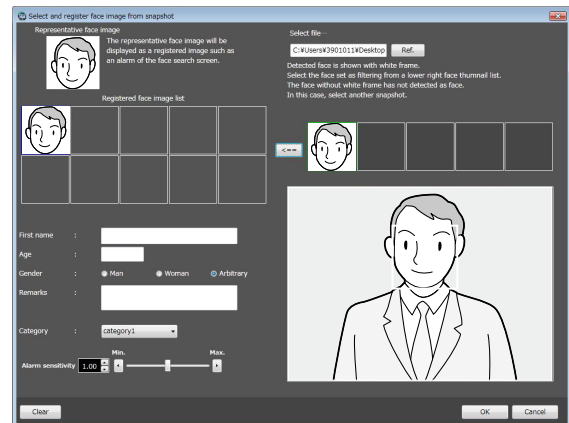 Select and register face image from snapshot
Representative face image
The representative face image will
be displayed as a registered image such as
an alarm of the face search screen.
Registered face image list
Select file…
C:¥Users¥3901011¥Desktop
Ref.
Detected face is shown with white frame.
Select the face set as filtering from a lower right face thumnail list.
The face without white frame has not detected as face.
In this case, select another snapshot.
<==
First name :
Age :
Gender : Man Woman Arbitrary
Remarks :
Category : category1
Min. Max.
Alarm sensitivity 1.00
Clear
OK
Cancel